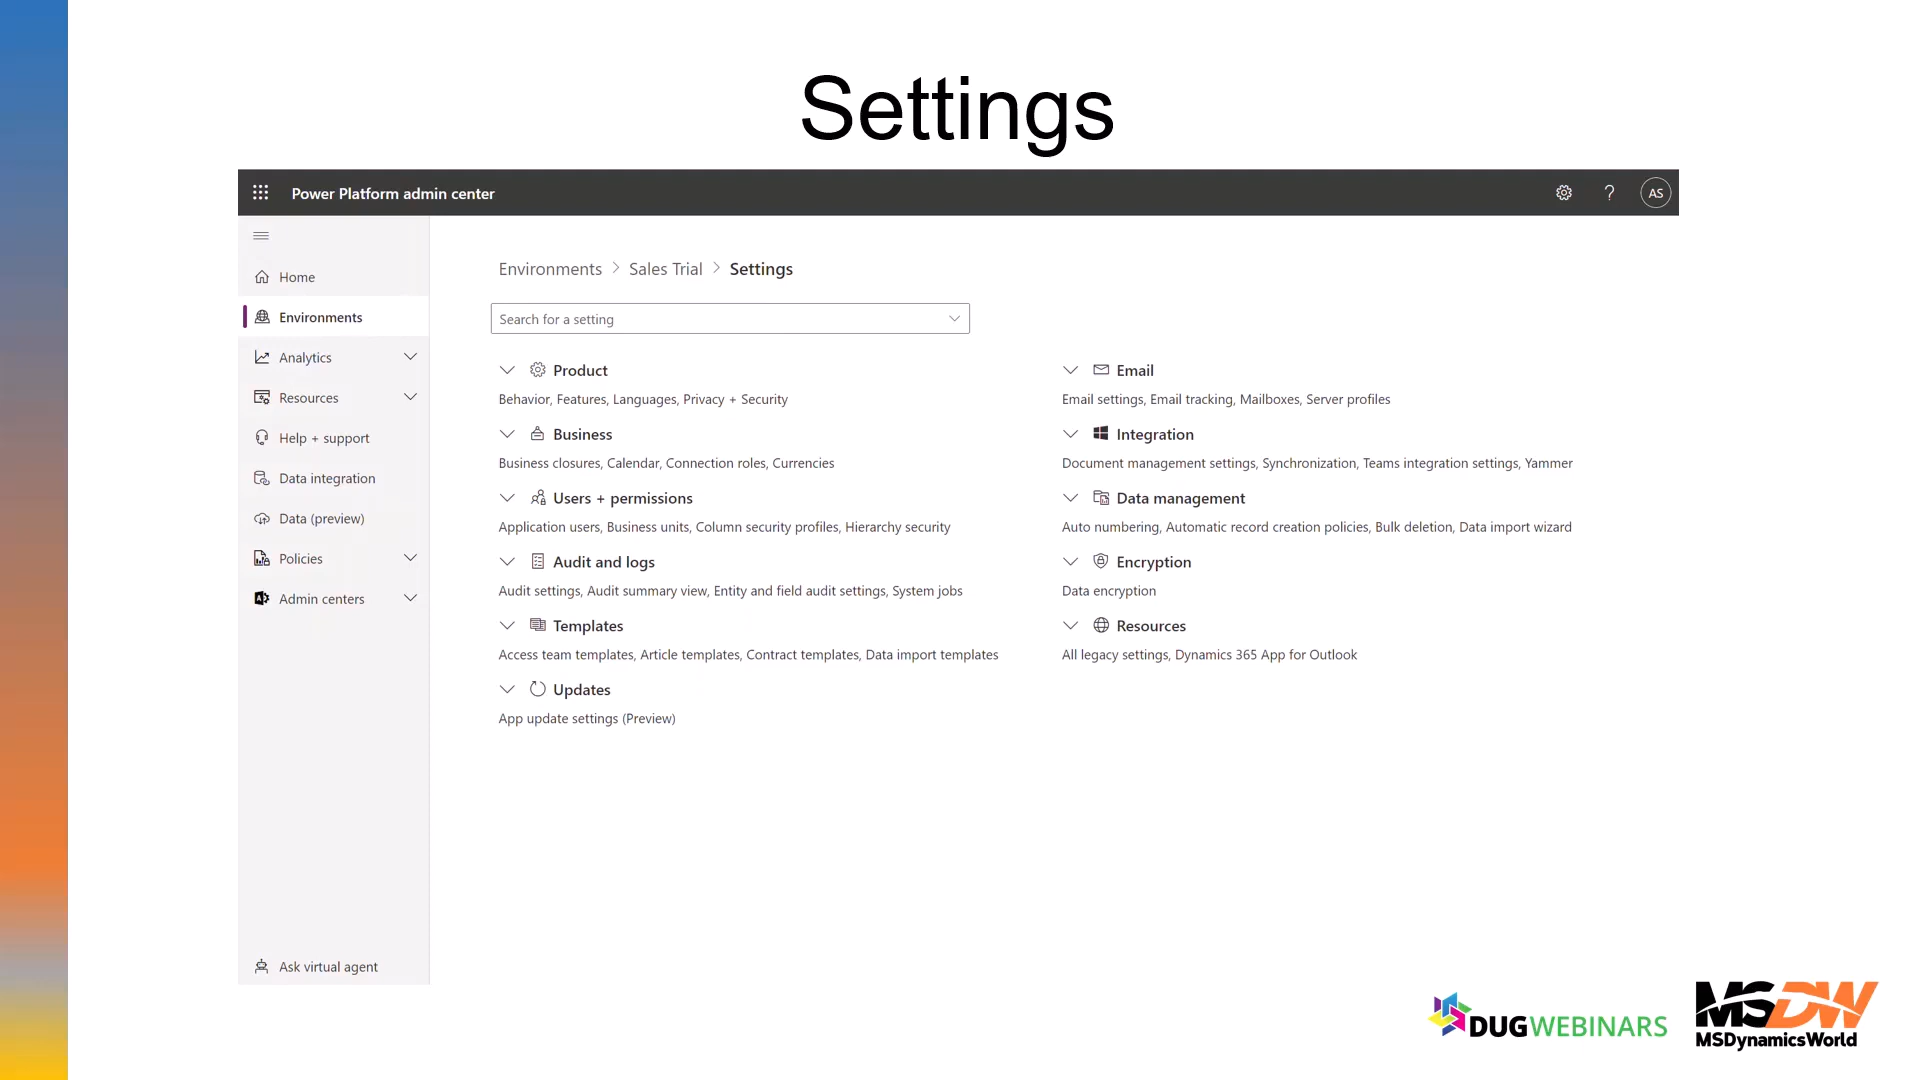 Settings
Power Platform admin center
? AS
Home
Environments
Analytics
Resources
Help + support
Data integration
Data (preview)
Policies
Admin centers
Ask virtual agent
Environments > Sales Trial > Settings
Search for a setting
Product
Behavior, Features, Languages, Privacy + Security
Business
Business closures, Calendar, Connection roles, Currencies
Users + permissions
Application users, Business units, Column security profiles, Hierarchy security
Audit and logs
Audit settings, Audit summary view, Entity and field audit settings, System jobs
Templates
Access team templates, Article templates, Contract templates, Data import templates
Updates
App update settings (Preview)
Email
Email settings, Email tracking, Mailboxes, Server profiles
Integration
Document management settings, Synchronization, Teams integration settings, Yammer
Data management
Auto numbering, Automatic record creation policies, Bulk deletion, Data import wizard
Encryption
Data encryption
Resources
All legacy settings, Dynamics 365 App for Outlook
DUGWEBINARS
MSDW
MSDynamicsWorld